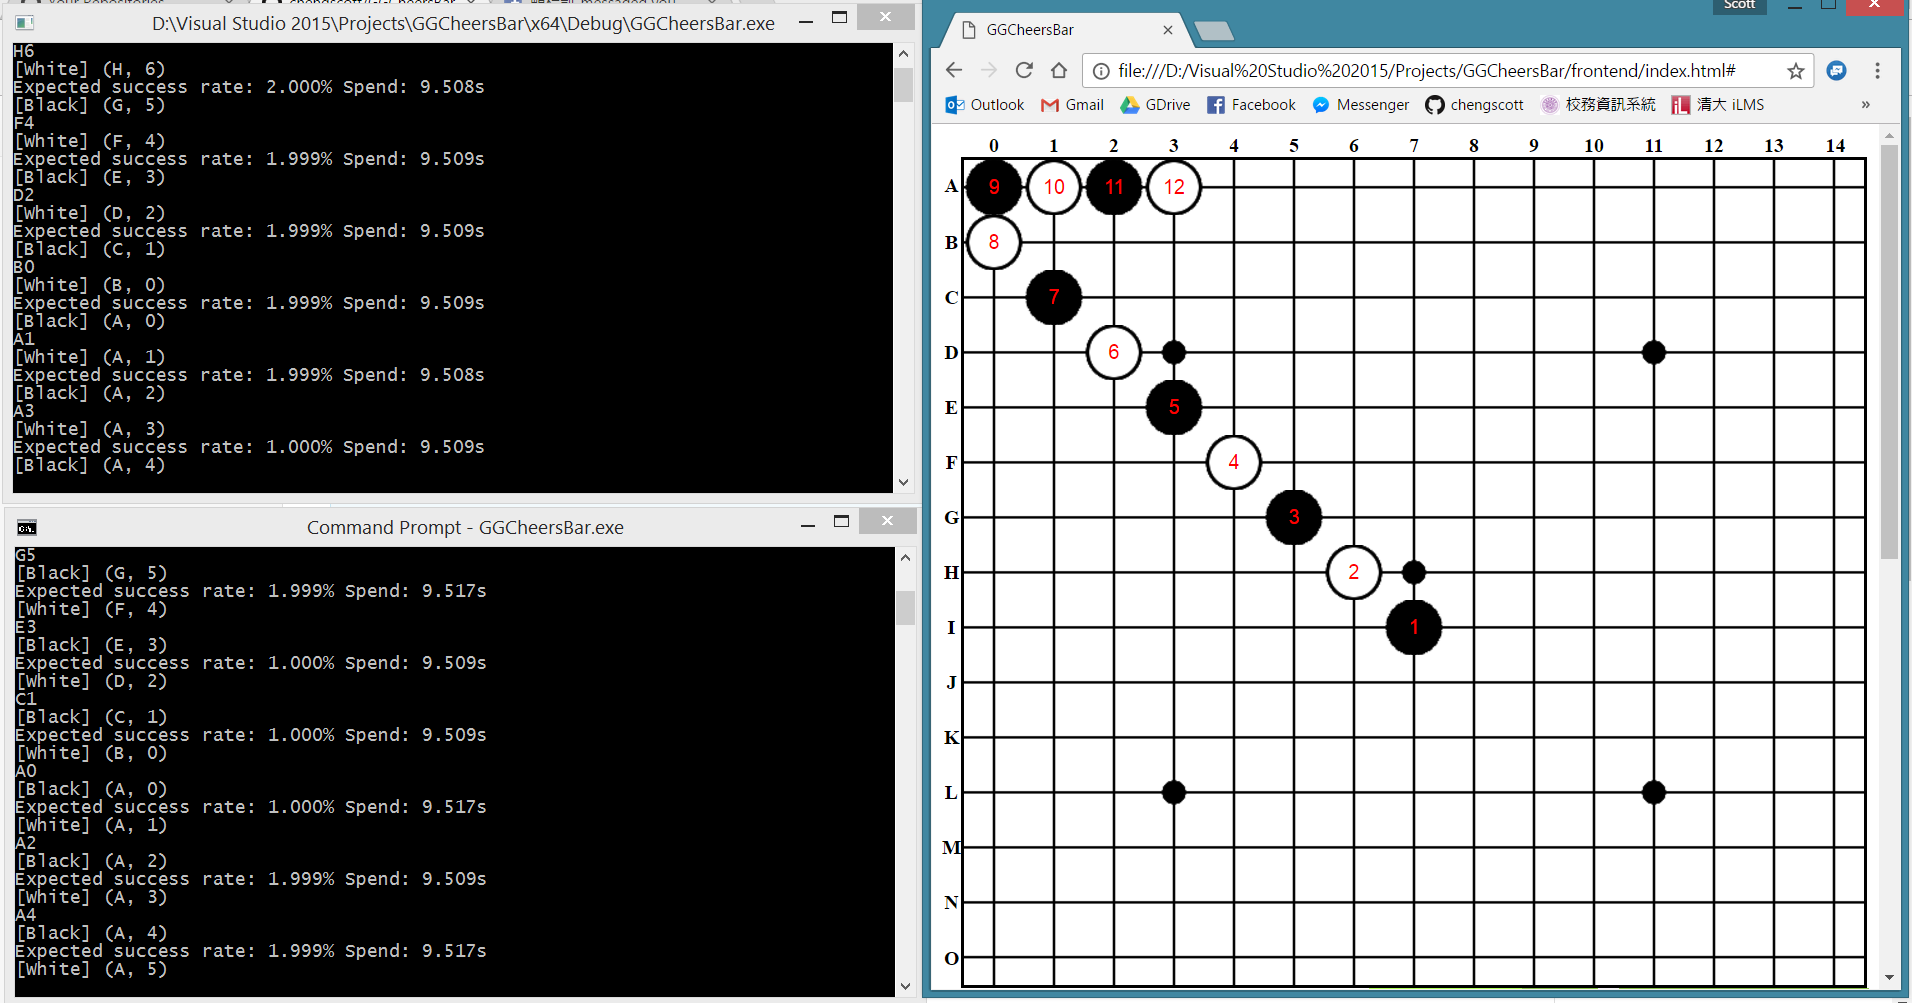 D:\Visual Studio 2015\Projects\GGCheersBar\x64\Debug\GGCheersBar.exe
H6
[White] (H, 6)
Expected success rate: 2.000% Spend: 9.508s
[Black] (G, 5)
F4
[White] (F, 4)
Expected success rate: 1.999% Spend: 9.509s
[Black] (E, 3)
D2
[White] (D, 2)
Expected success rate: 1.999% Spend: 9.509s
[Black] (C, 1)
B0
[White] (B, 0)
Expected success rate: 1.999% Spend: 9.509s
[Black] (A, 0)
A1
[White] (A, 1)
Expected success rate: 1.999% Spend: 9.508s
[Black] (A, 2)
A3
[White] (A, 3)
Expected success rate: 1.000% Spend: 9.509s
[Black] (A, 4)
Command Prompt - GGCheersBar.exe
G5
[Black] (G, 5)
Expected success rate: 1.999% Spend: 9.517s
[White] (F, 4)
E3
[Black] (E, 3)
Expected success rate: 1.000% Spend: 9.509s
[White] (D, 2)
C1
[Black] (C, 1)
Expected success rate: 1.000% Spend: 9.509s
[White] (B, 0)
A0
[Black] (A, 0)
Expected success rate: 1.000% Spend: 9.517s
[White] (A, 1)
A2
[Black] (A, 2)
Expected success rate: 1.999% Spend: 9.509s
[White] (A, 3)
A4
[Black] (A, 4)
Expected success rate: 1.999% Spend: 9.517s
[White] (A, 5)
Scott
GGCheersBar
file:///D:/Visual%20Studio%202015/Projects/GGCheersBar/frontend/index.html#
Outlook Gmail GDrive Facebook Messenger chengscott 校務資訊系統 清大 iLMS »
0 1 2 3 4 5 6 7 8 9 10 11 12 13 14
A 9 10 11 12
B 8
C 7
D 6
E 5
F 4
G 3
H 2
I 1
J
K
L
M
N
O